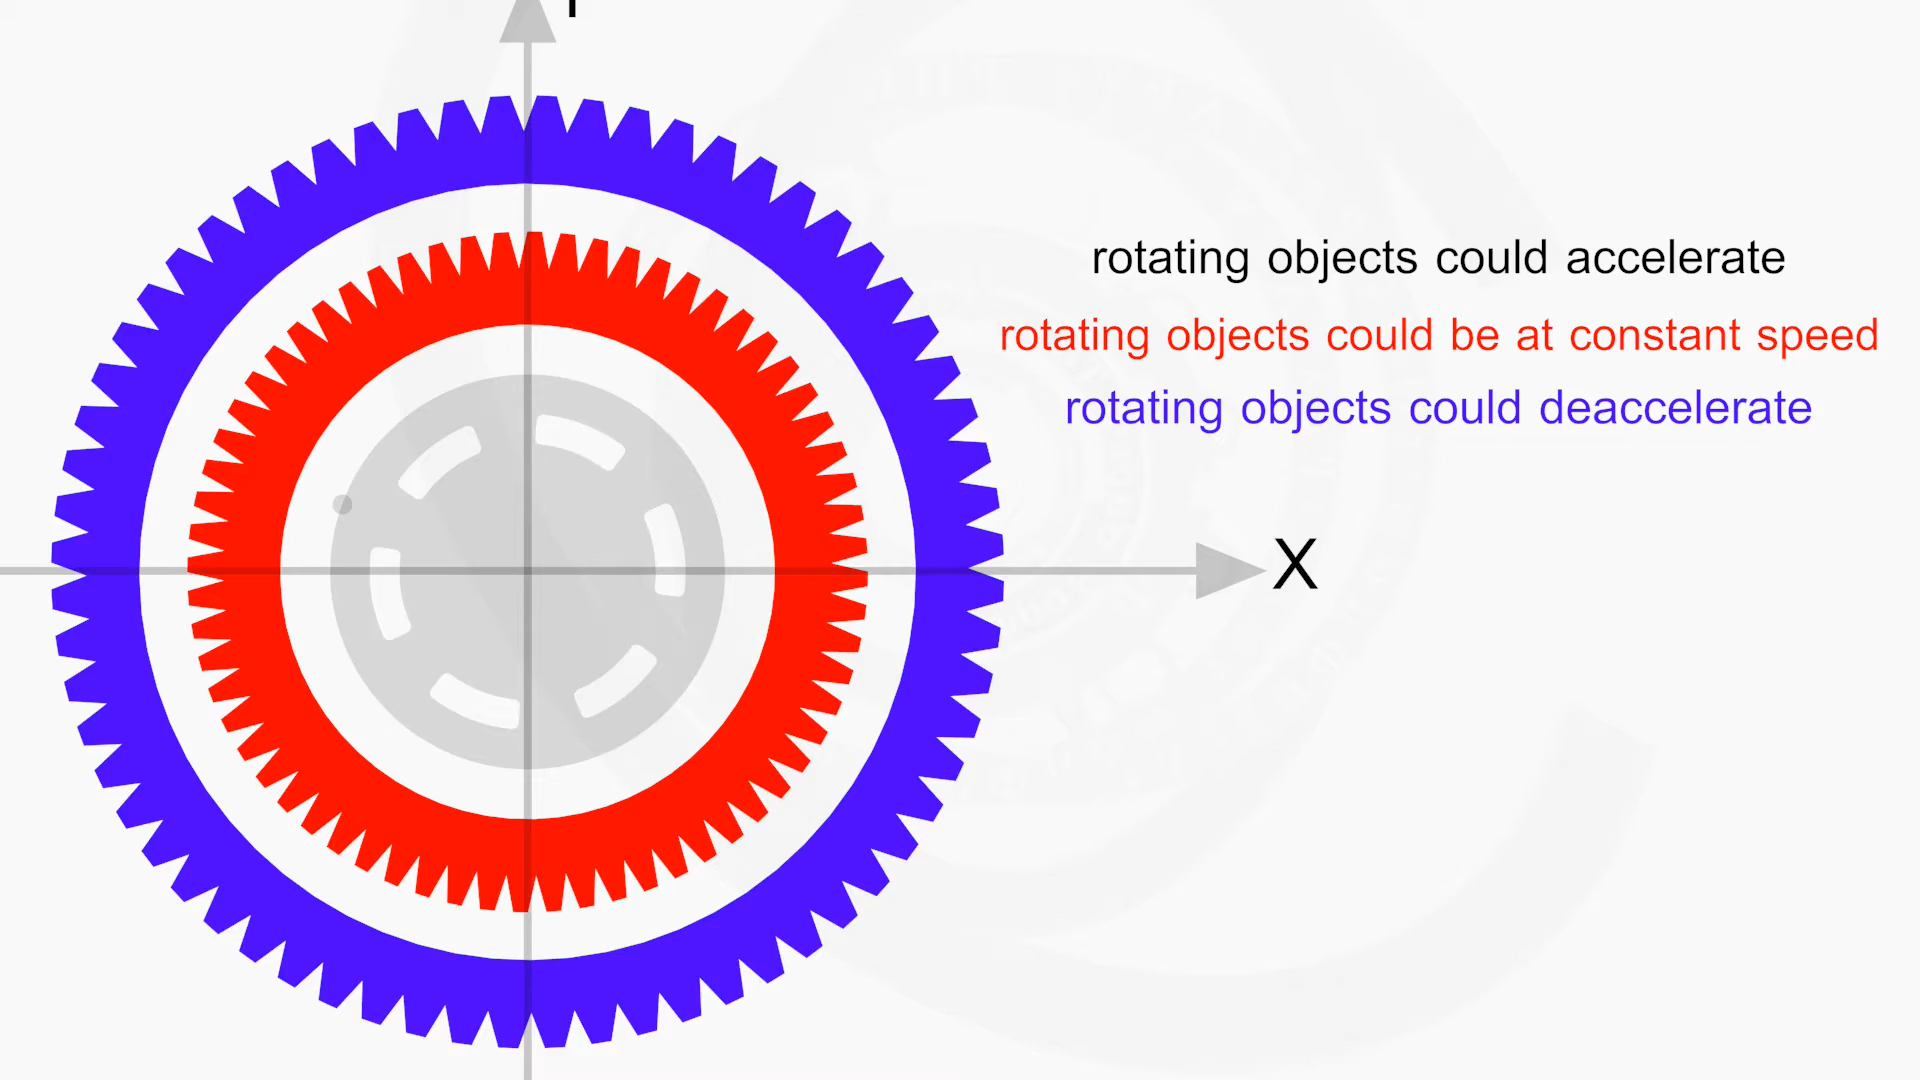 rotating objects could accelerate
rotating objects could be at constant speed
rotating objects could deaccelerate
X